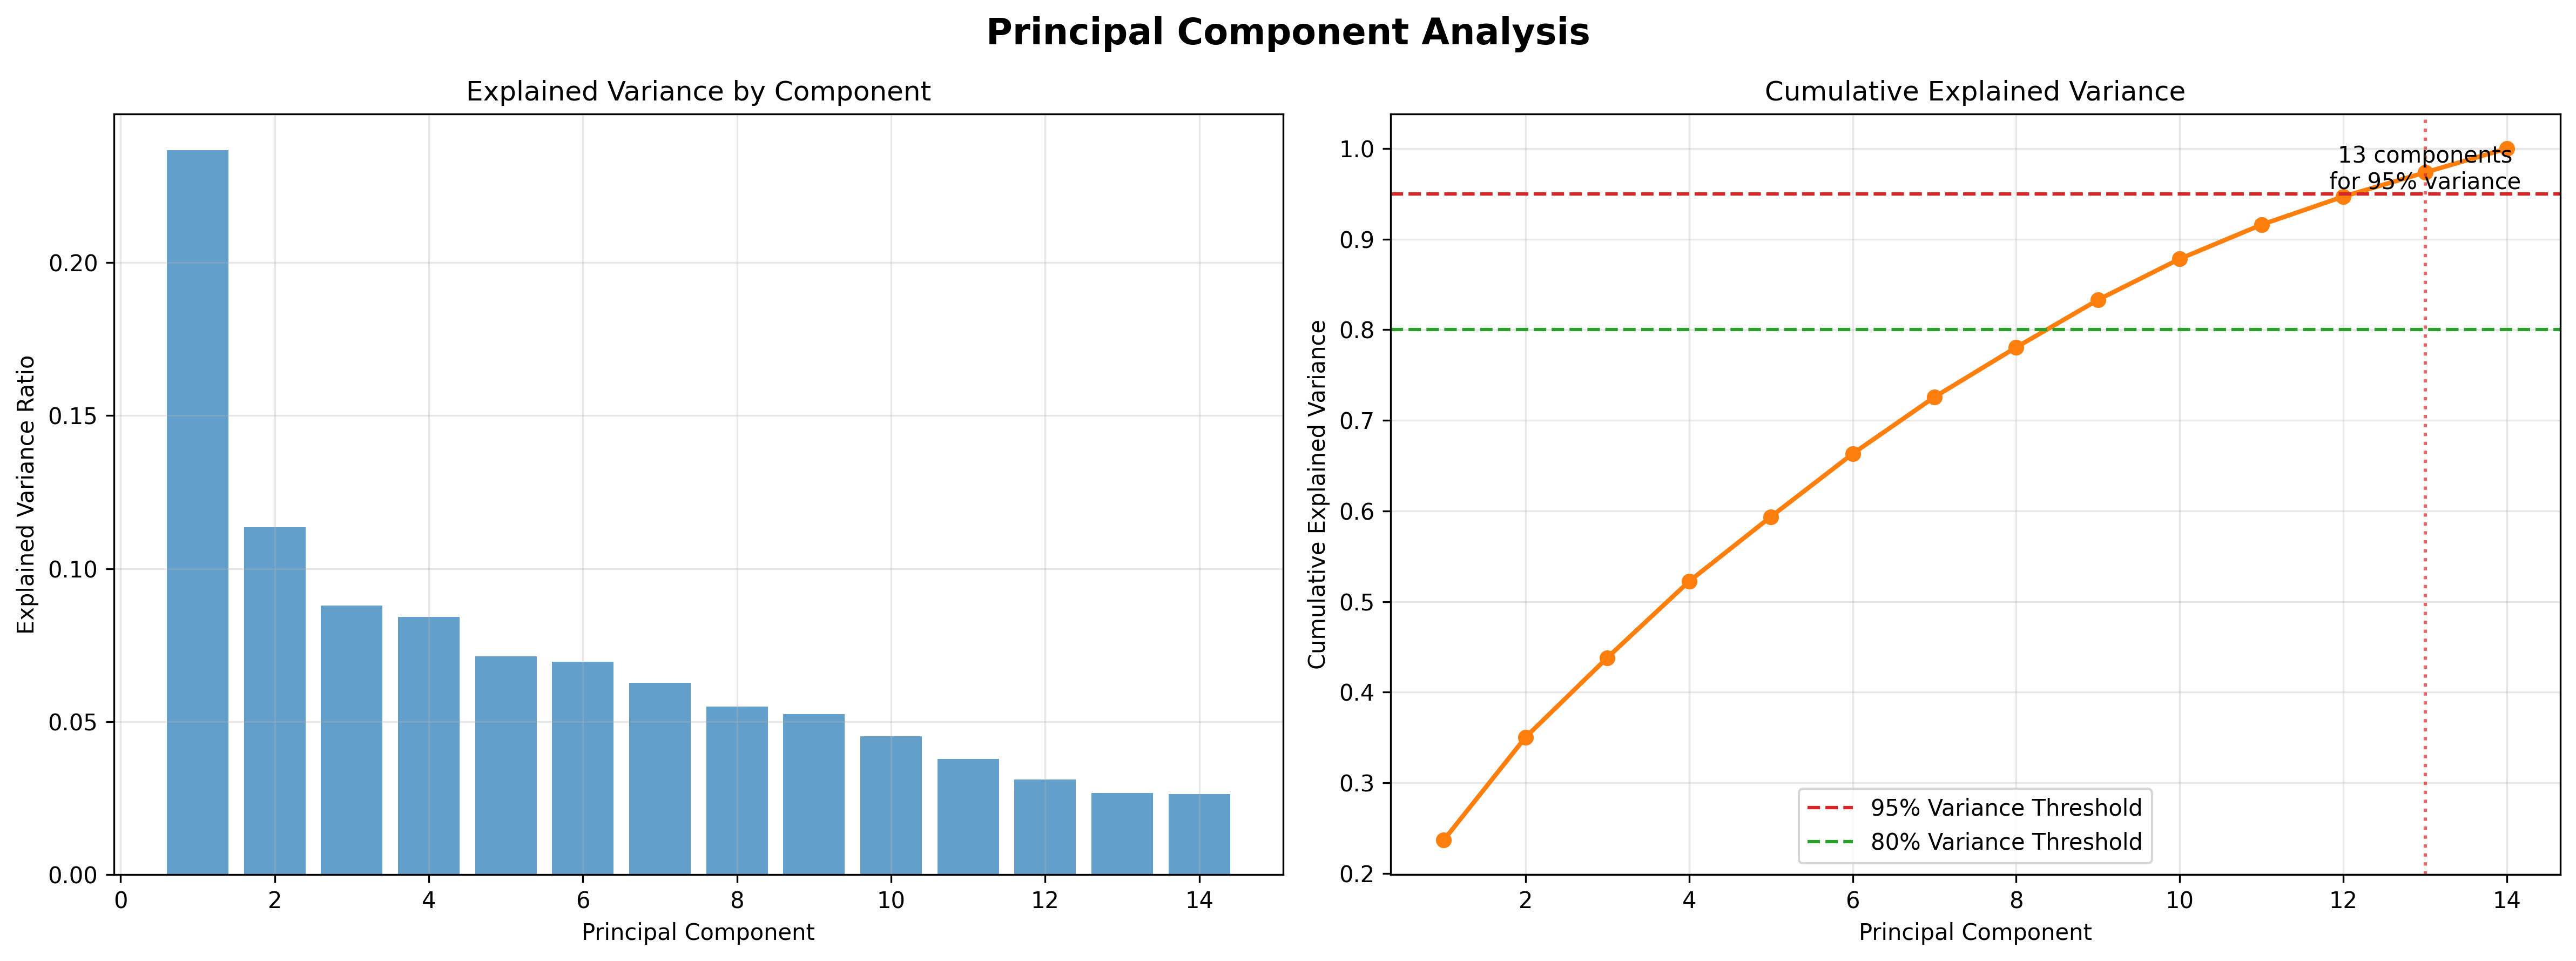 Principal Component Analysis
Explained Variance by Component
Explained Variance Ratio
0.20
0.15
0.10
0.05
0.00
0 2 4 6 8 10 12 14
Principal Component
Cumulative Explained Variance
Cumulative Explained Variance
1.0
0.9
0.8
0.7
0.6
0.5
0.4
0.3
0.2
13 components
for 95% variance
95% Variance Threshold
80% Variance Threshold
2 4 6 8 10 12 14
Principal Component